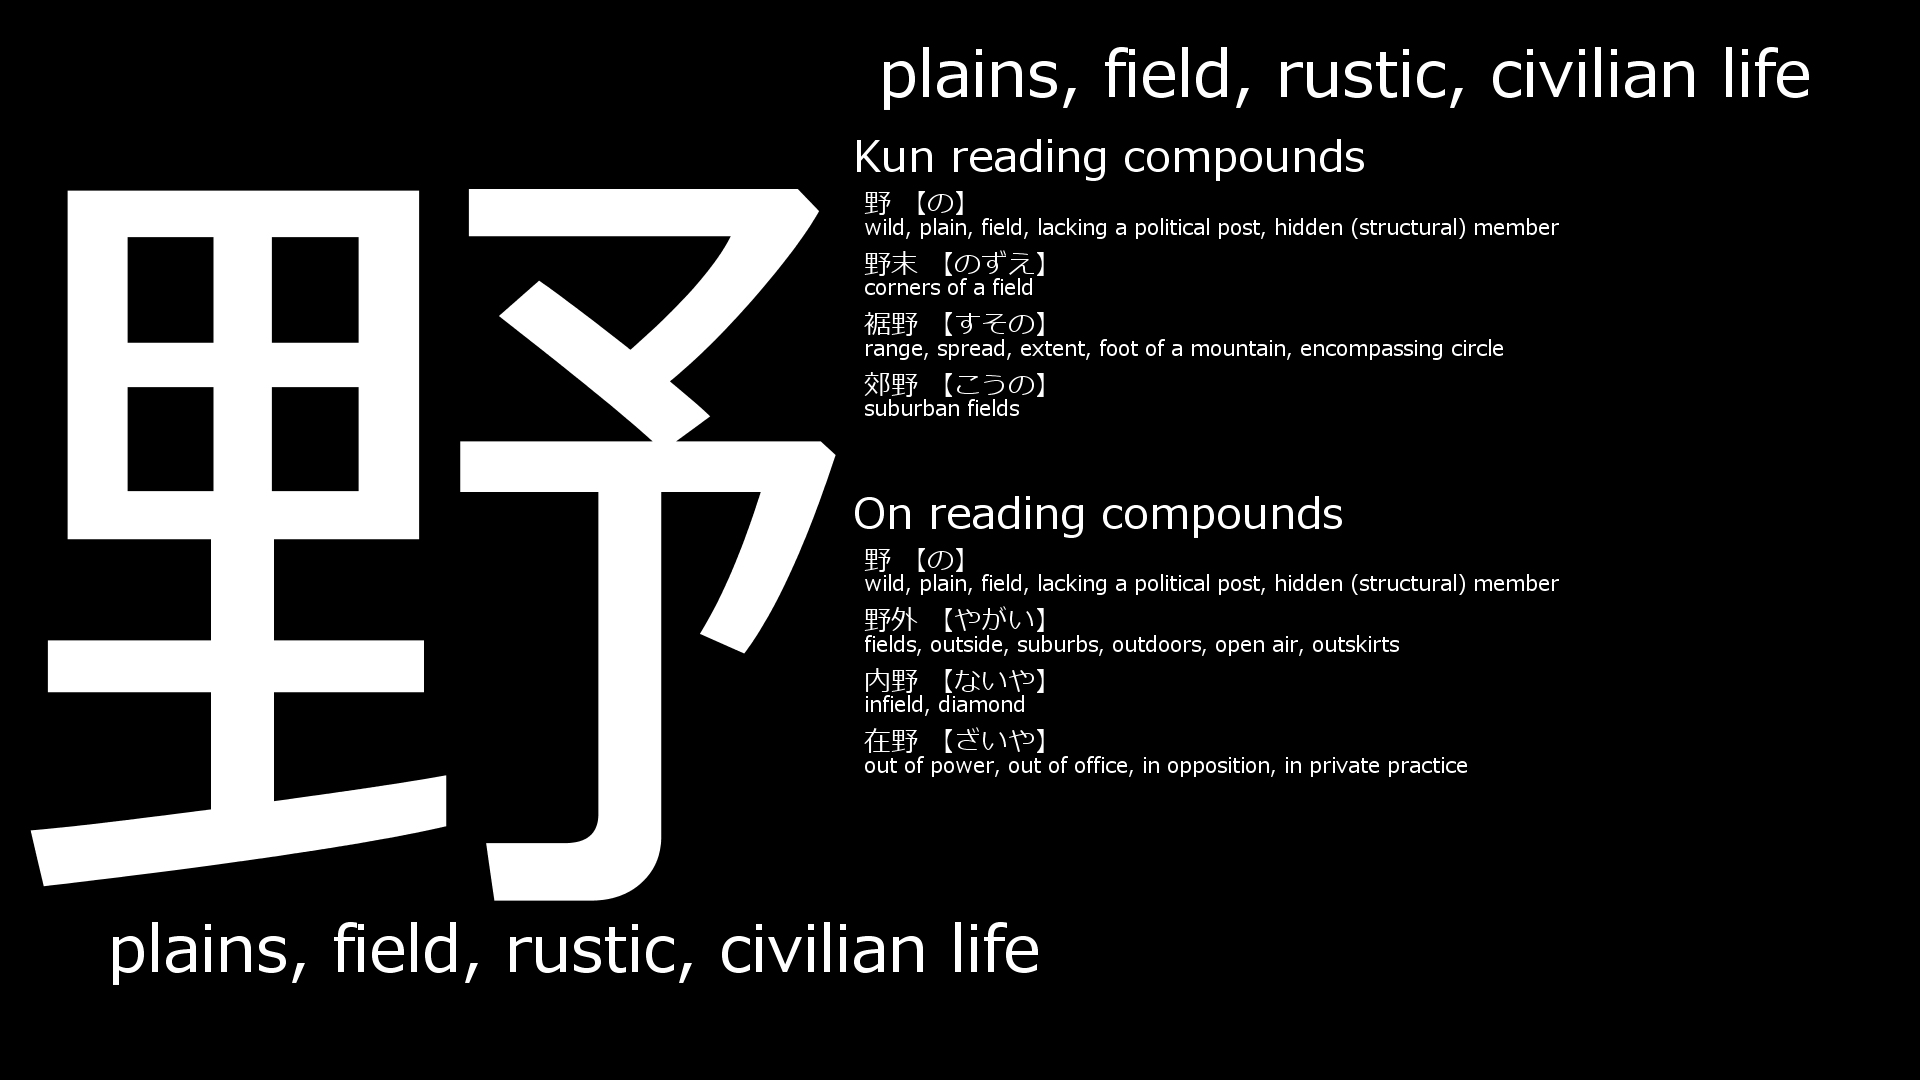 野
plains, field, rustic, civilian life
Kun reading compounds
野 【の】
wild, plain, field, lacking a political post, hidden (structural) member
野末 【のずえ】
corners of a field
裾野 【すその】
range, spread, extent, foot of a mountain, encompassing circle
郊野 【こうの】
suburban fields
On reading compounds
野 【の】
wild, plain, field, lacking a political post, hidden (structural) member
野外 【やがい】
fields, outside, suburbs, outdoors, open air, outskirts
内野 【ないや】
infield, diamond
在野 【ざいや】
out of power, out of office, in opposition, in private practice
plains, field, rustic, civilian life